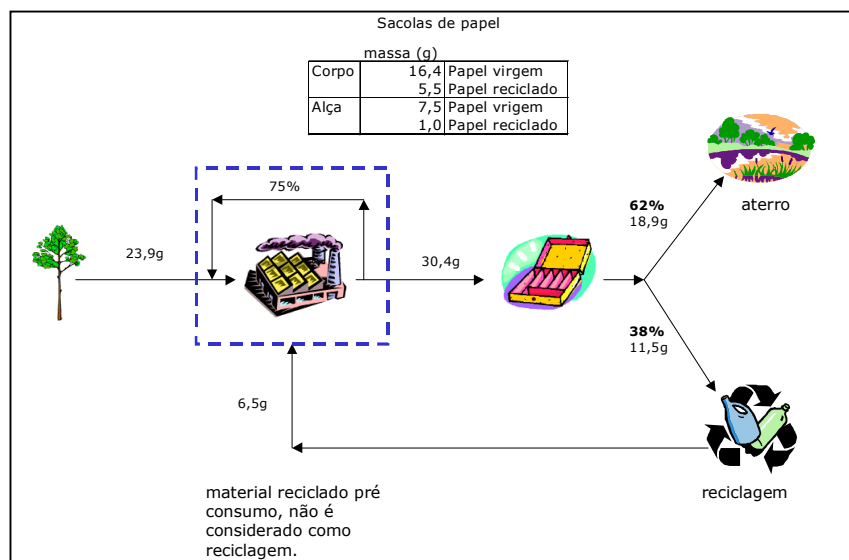 Sacolas de papel
massa (g)
Corpo 16,4 Papel virgem
5,5 Papel reciclado
Alça 7,5 Papel vrigem
1,0 Papel reciclado
75%
62%
18,9g
aterro
23,9g
30,4g
38%
11,5g
6,5g
reciclagem
material reciclado pré
consumo, não é
considerado como
reciclagem.